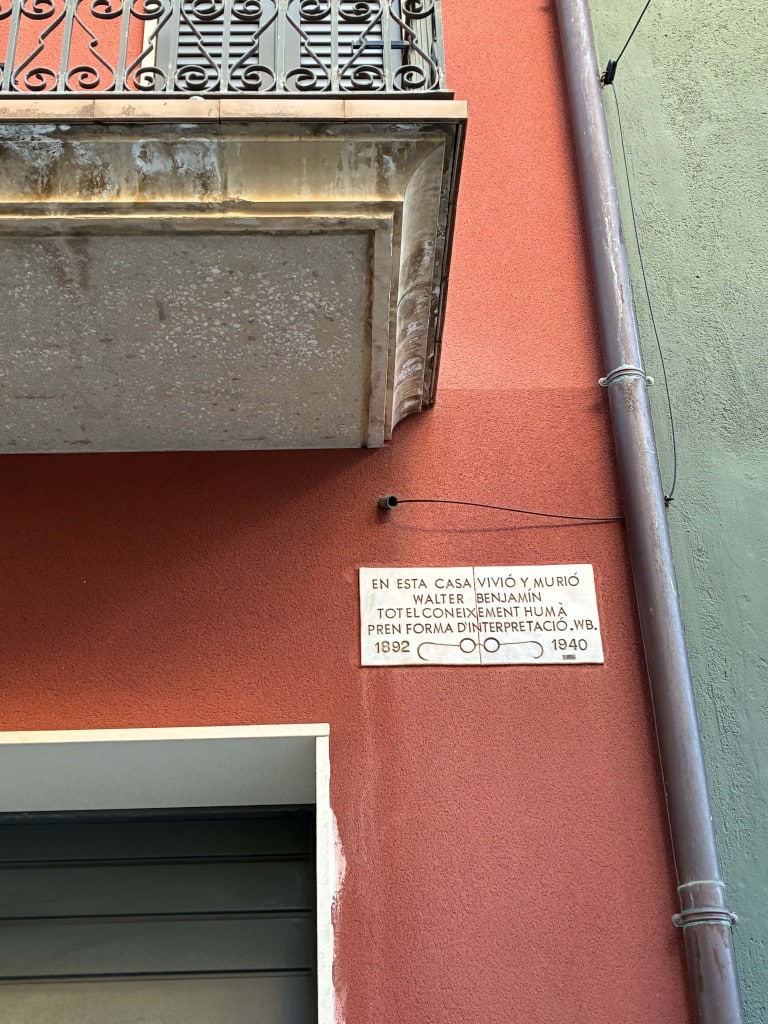 EN ESTA CASA VIVIÓ Y MURIÓ
WALTER BENJAMÍN
TOT EL CONEIXEMENT HUMÀ
PREN FORMA D'INTERPRETACIÓ.WB.
1892 1940